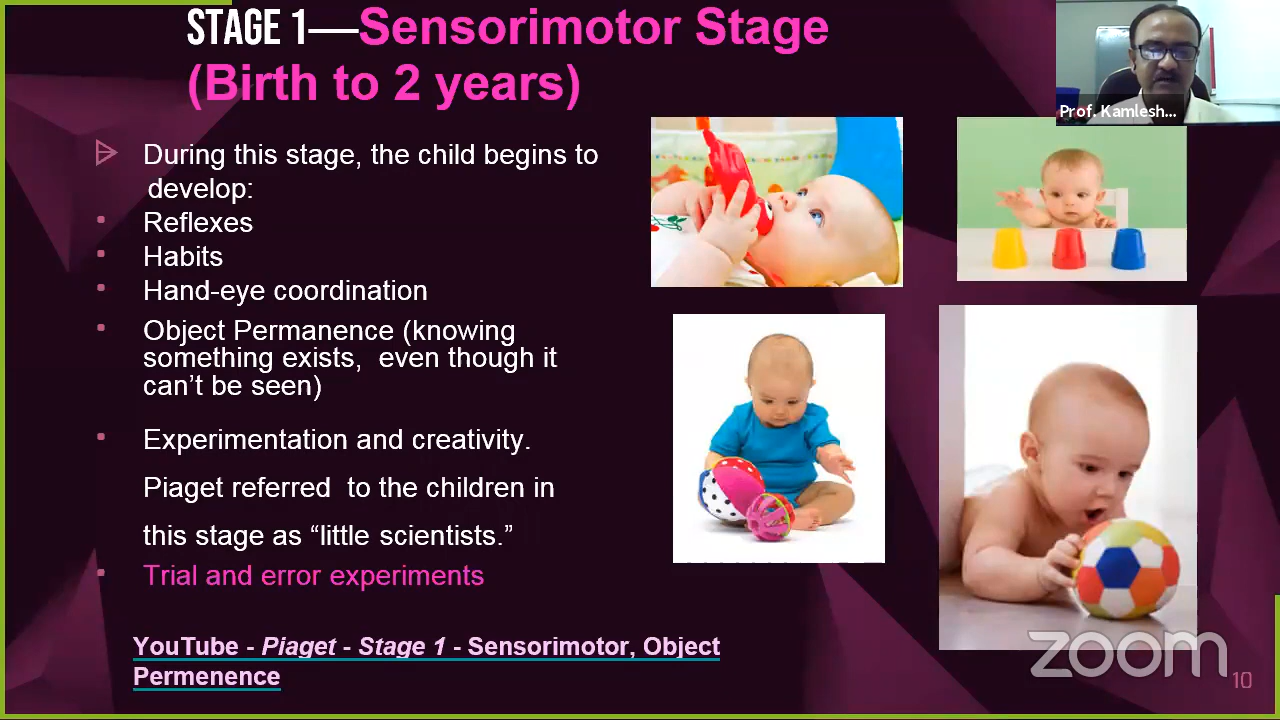 STAGE 1—Sensorimotor Stage
(Birth to 2 years)
Prof. Kamlesh...
During this stage, the child begins to
develop:
Reflexes
Habits
Hand-eye coordination
Object Permanence (knowing
something exists, even though it
can't be seen)
Experimentation and creativity.
Piaget referred to the children in
this stage as “little scientists.”
Trial and error experiments
YouTube - Piaget - Stage 1 - Sensorimotor, Object
Permenence
zoom
10